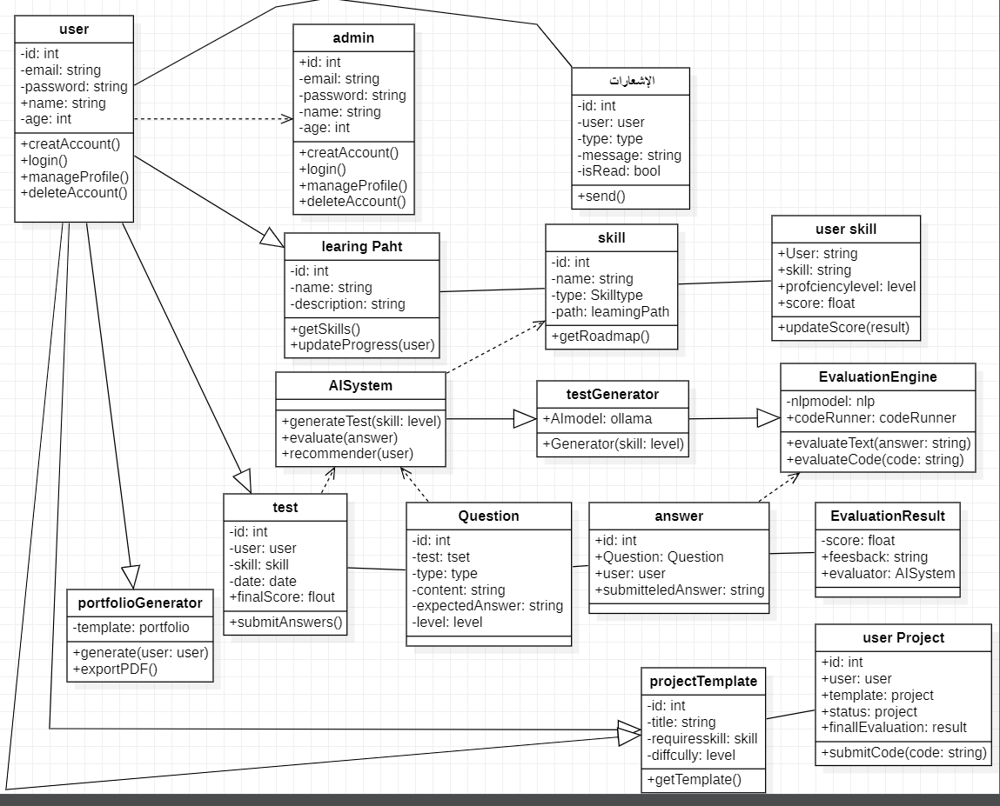 user
-id: int
-email: string
-password: string
+name: string
-age: int
+creatAccount()
+login()
+manageProfile()
+deleteAccount()
admin
+id: int
-email: string
-password: string
-name: string
-age: int
+creatAccount()
+login()
+manageProfile()
+deleteAccount()
الإشعارات
-id: int
-user: user
-type: type
-message: string
-isRead: bool
+send()
learing Paht
-id: int
-name: string
-description: string
+getSkills()
+updateProgress(user)
skill
-id: int
-name: string
-type: Skilltype
-path: leamingPath
+getRoadmap()
user skill
+User: string
+skill: string
+profciencylevel: level
+score: float
+updateScore(result)
AISystem
+generateTest(skill: level)
+evaluate(answer)
+recommender(user)
testGenerator
+AImodel: ollama
+Generator(skill: level)
EvaluationEngine
-nlpmodel: nlp
+codeRunner: codeRunner
+evaluateText(answer: string)
+evaluateCode(code: string)
test
-id: int
-user: user
-skill: skill
-date: date
+finalScore: flout
+submitAnswers()
Question
-id: int
-test: tset
-type: type
-content: string
-expectedAnswer: string
-level: level
answer
+id: int
+Question: Question
+user: user
+submitteledAnswer: string
EvaluationResult
-score: float
+feesback: string
+evaluator: AISystem
portfolioGenerator
-template: portfolio
+generate(user: user)
+exportPDF()
projectTemplate
-id: int
-title: string
-requiresskill: skill
-diffcully: level
+getTemplate()
user Project
+id: int
+user: user
+template: project
+status: project
+finallEvaluation: result
+submitCode(code: string)